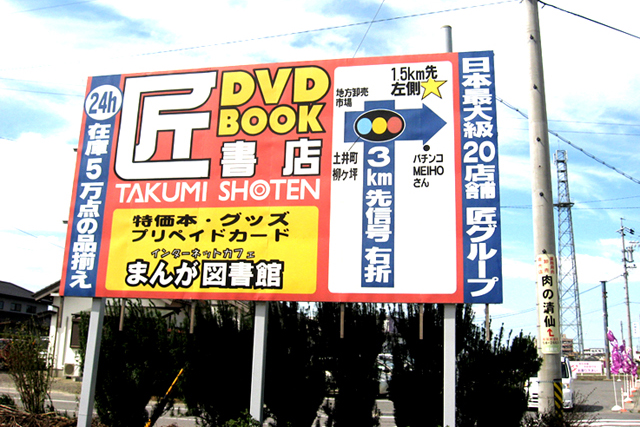 24h
在庫5万点の品揃え
匠
DVD
BOOK
書店
TAKUMI SHOTEN
特価本・グッズ
プリペイドカード
インターネットカフェ
まんが図書館
地方卸売
市場
1.5km先
左側
土井町
柳ケ坪
パチンコ
MEIHO
さん
3km先信号右折
日本最大級20店舗 匠グループ
肉の清仙